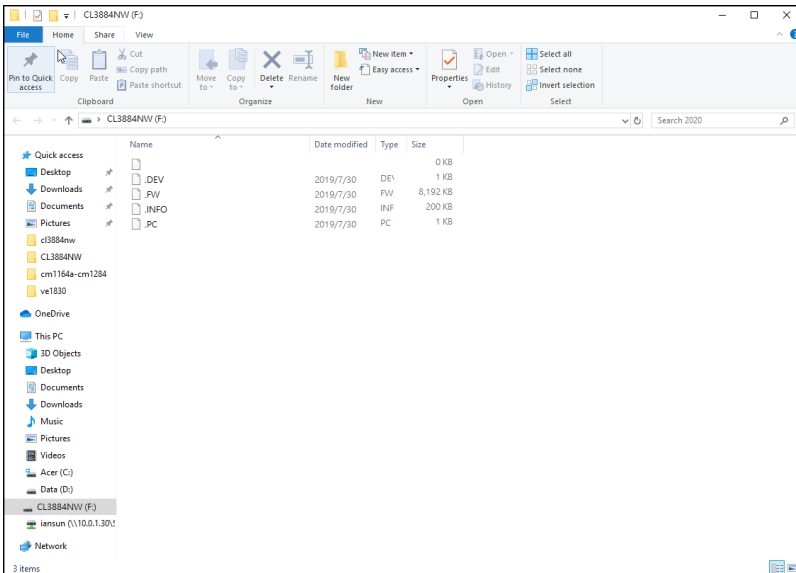 CL3884NW (F:)
File Home Share View
Pin to Quick access
Copy
Paste
Cut
Copy path
Paste shortcut
Clipboard
Move to
Copy to
Delete
Rename
Organize
New folder
New item
Easy access
New
Properties
Open
Edit
History
Open
Select all
Select none
Invert selection
Select
CL3884NW (F:)
Search 2020
Name Date modified Type Size
0 KB
.DEV 2019/7/30 DEV 1 KB
.FW 2019/7/30 FW 8,192 KB
.INFO 2019/7/30 INF 200 KB
.PC 2019/7/30 PC 1 KB
Quick access
Desktop
Downloads
Documents
Pictures
cl3884nw
CL3884NW
cm1164a-cm1284
ve1830
OneDrive
This PC
3D Objects
Desktop
Documents
Downloads
Music
Pictures
Videos
Acer (C:)
Data (D:)
CL3884NW (F:)
iansun (\\10.0.1.30\S
Network
3 items